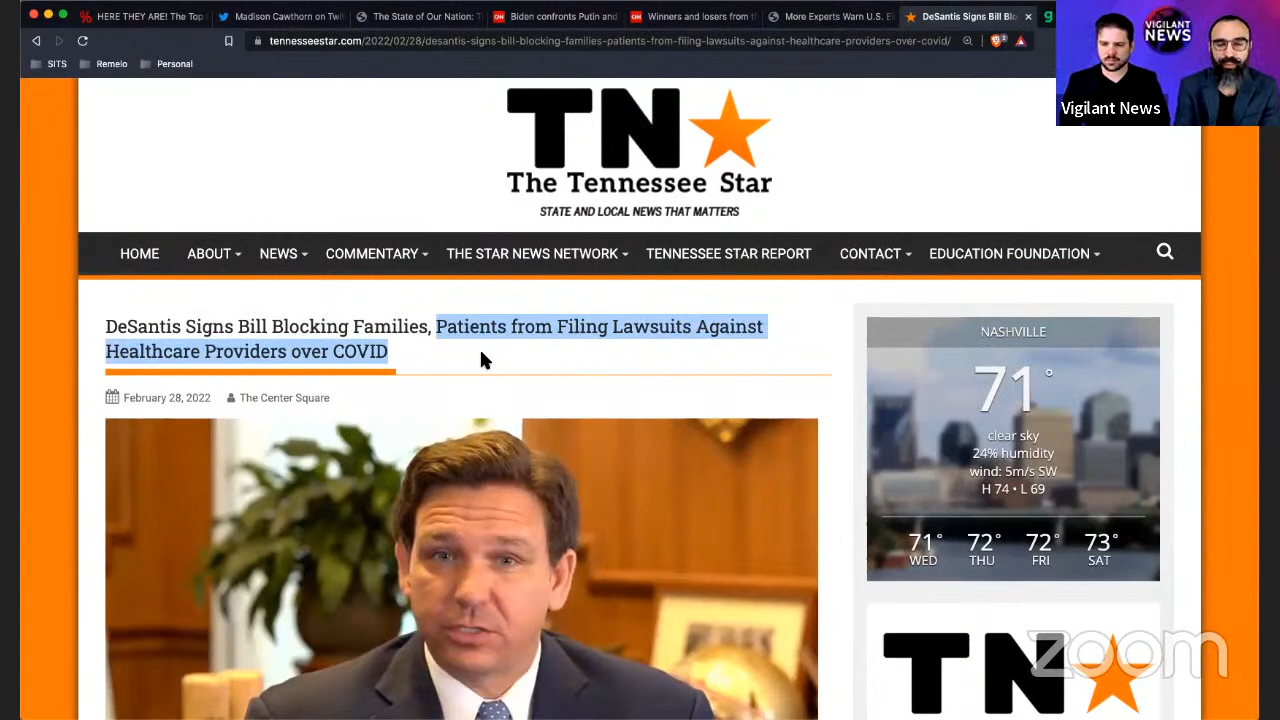 HERE THEY ARE! The Top
Madison Cawthorn on Twi
The State of Our Nation: T
Biden confronts Putin and
Winners and losers from t
More Experts Warn U.S. E
DeSantis Signs Bill Blo
tennesseestar.com/2022/02/28/desantis-signs-bill-blocking-families-patients-from-filing-lawsuits-against-healthcare-providers-over-covid/
SITS
Remelo
Personal
VIGILANT
NEWS
Vigilant News
TN
The Tennessee Star
STATE AND LOCAL NEWS THAT MATTERS
HOME
ABOUT
NEWS
COMMENTARY
THE STAR NEWS NETWORK
TENNESSEE STAR REPORT
CONTACT
EDUCATION FOUNDATION
DeSantis Signs Bill Blocking Families, Patients from Filing Lawsuits Against
Healthcare Providers over COVID
February 28, 2022
The Center Square
NASHVILLE
71°
clear sky
24% humidity
wind: 5m/s SW
H 74 • L 69
71° 72° 72° 73°
WED THU FRI SAT
TN
zoom